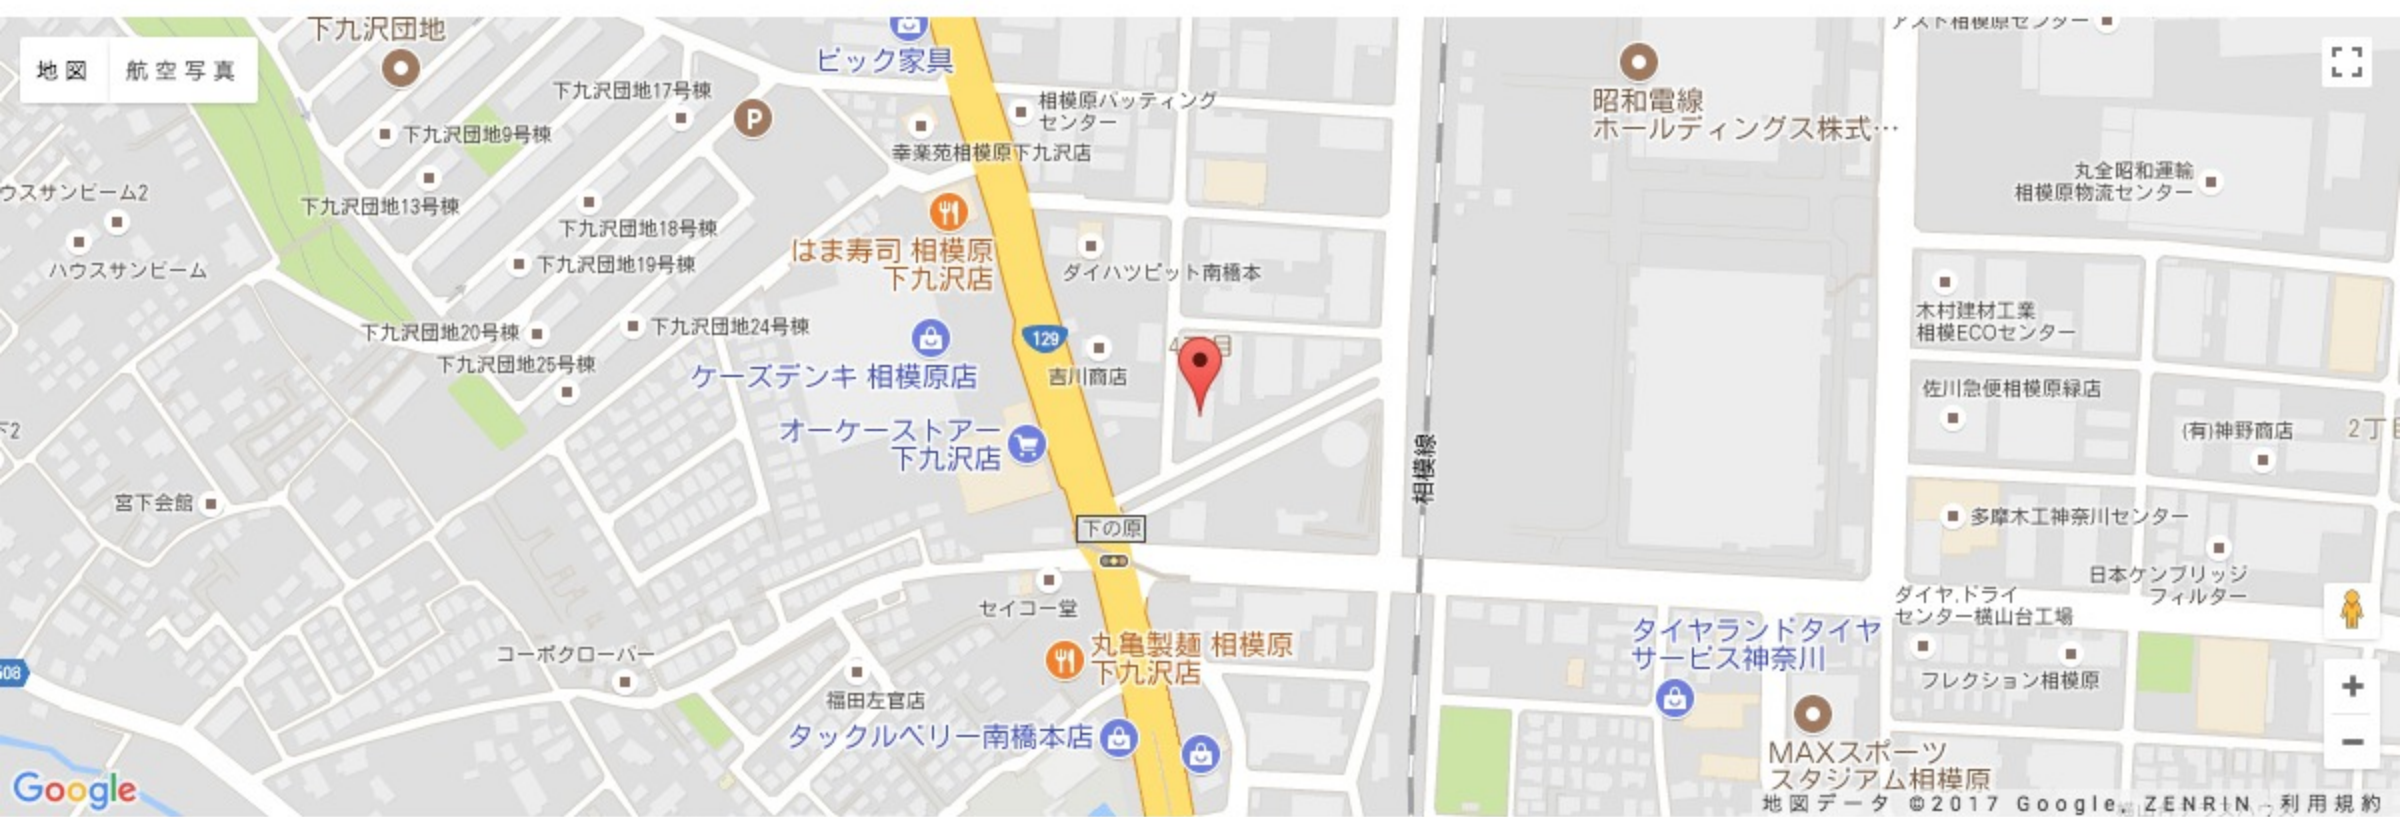 下九沢団地
アスト相模原センター
地図
航空写真
ビック家具
下九沢団地17号棟
相模原バッティング
センター
昭和電線
ホールディングス株式…
下九沢団地9号棟
幸楽苑相模原下九沢店
丸全昭和運輸
相模原物流センター
ウスサンビーム2
下九沢団地13号棟
下九沢団地18号棟
はま寿司 相模原
下九沢店
ハウスサンビーム
下九沢団地19号棟
ダイハツピット南橋本
木村建材工業
相模ECOセンター
下九沢団地20号棟
下九沢団地24号棟
129
下九沢団地25号棟
ケーズデンキ 相模原店
吉川商店
佐川急便相模原緑店
オーケーストアー
下九沢店
(有)神野商店
2丁目
下2
相模線
宮下会館
下の原
多摩木工神奈川センター
日本ケンブリッジ
フィルター
セイコー堂
ダイヤ.ドライ
センター横山台工場
丸亀製麺 相模原
下九沢店
タイヤランドタイヤ
サービス神奈川
コーポクローバー
508
福田左官店
フレクション相模原
タックルベリー南橋本店
MAXスポーツ
スタジアム相模原
Google
地図データ ©2017 Google, ZENRIN
利用規約
P